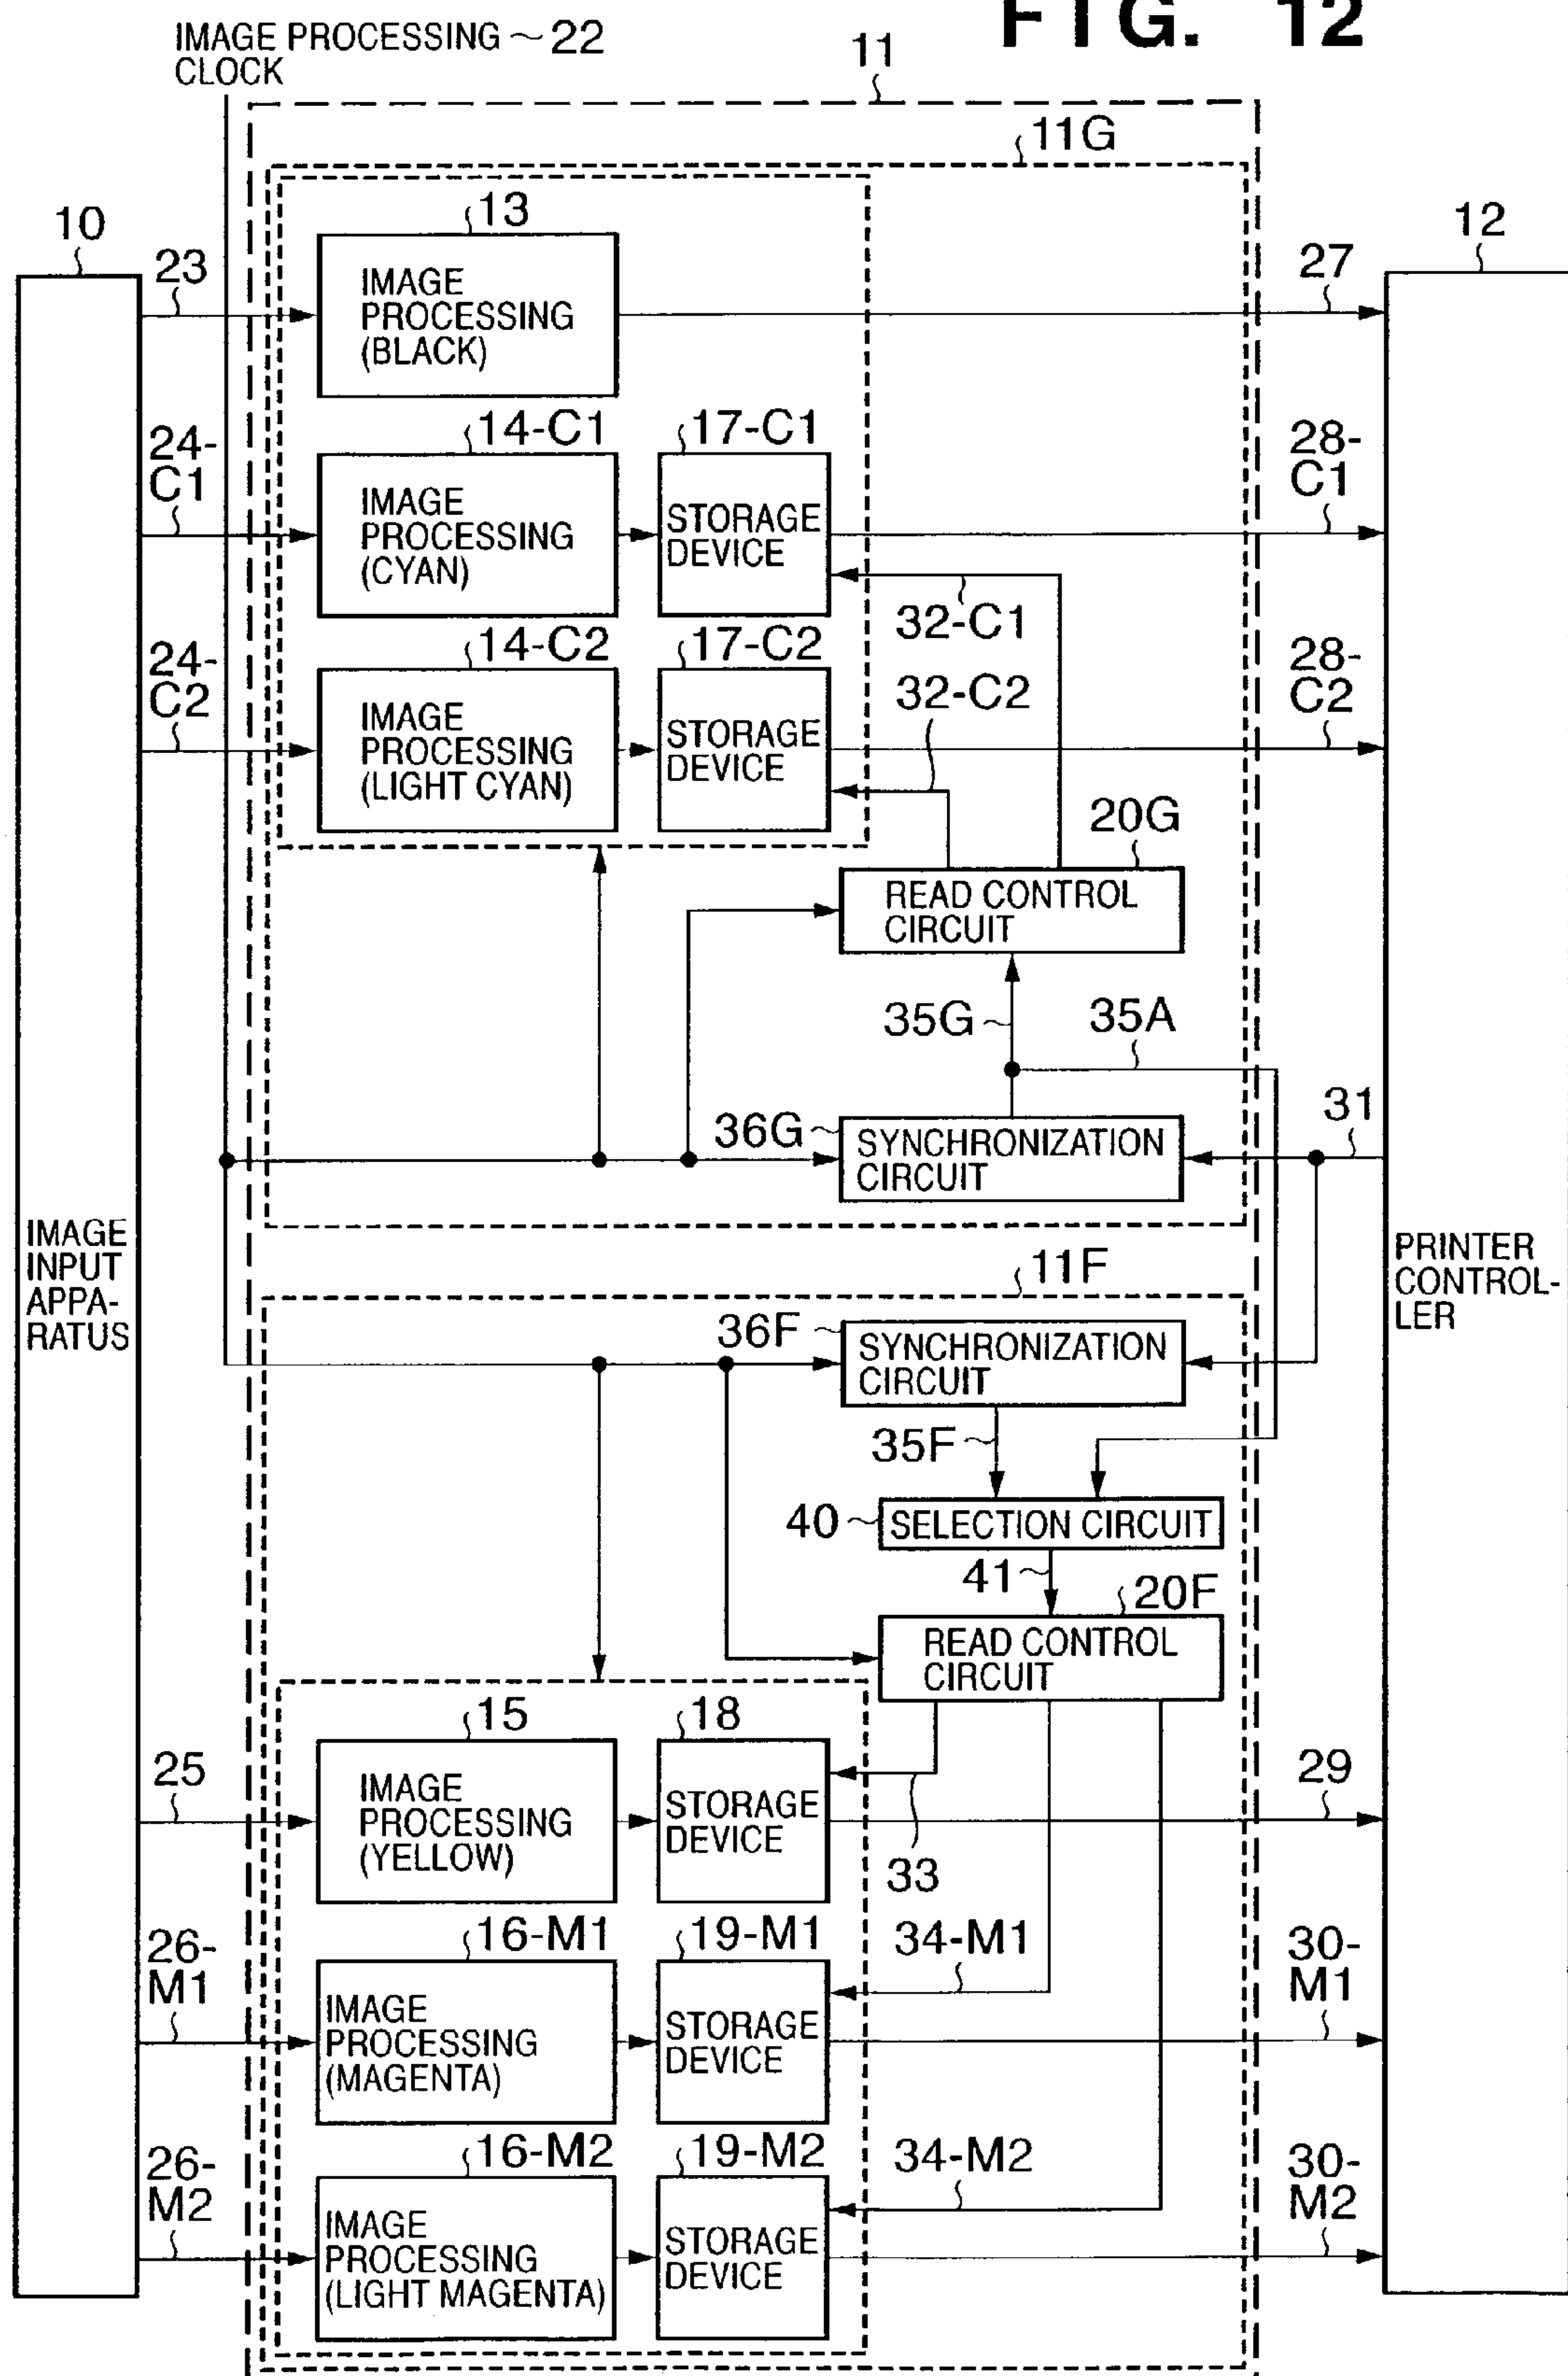 FIG. 12
IMAGE PROCESSING
CLOCK
22
11
11G
10
23
13
IMAGE
PROCESSING
(BLACK)
27
12
24-
C1
14-C1
IMAGE
PROCESSING
(CYAN)
17-C1
STORAGE
DEVICE
28-
C1
32-C1
24-
C2
14-C2
IMAGE
PROCESSING
(LIGHT CYAN)
17-C2
STORAGE
DEVICE
32-C2
28-
C2
20G
READ CONTROL
CIRCUIT
35G
35A
36G
SYNCHRONIZATION
CIRCUIT
31
IMAGE
INPUT
APPA-
RATUS
PRINTER
CONTROL-
LER
11F
36F
SYNCHRONIZATION
CIRCUIT
35F
40
SELECTION CIRCUIT
41
20F
READ CONTROL
CIRCUIT
25
15
IMAGE
PROCESSING
(YELLOW)
18
STORAGE
DEVICE
33
29
26-
M1
16-M1
IMAGE
PROCESSING
(MAGENTA)
19-M1
STORAGE
DEVICE
34-M1
30-
M1
26-
M2
16-M2
IMAGE
PROCESSING
(LIGHT MAGENTA)
19-M2
STORAGE
DEVICE
34-M2
30-
M2